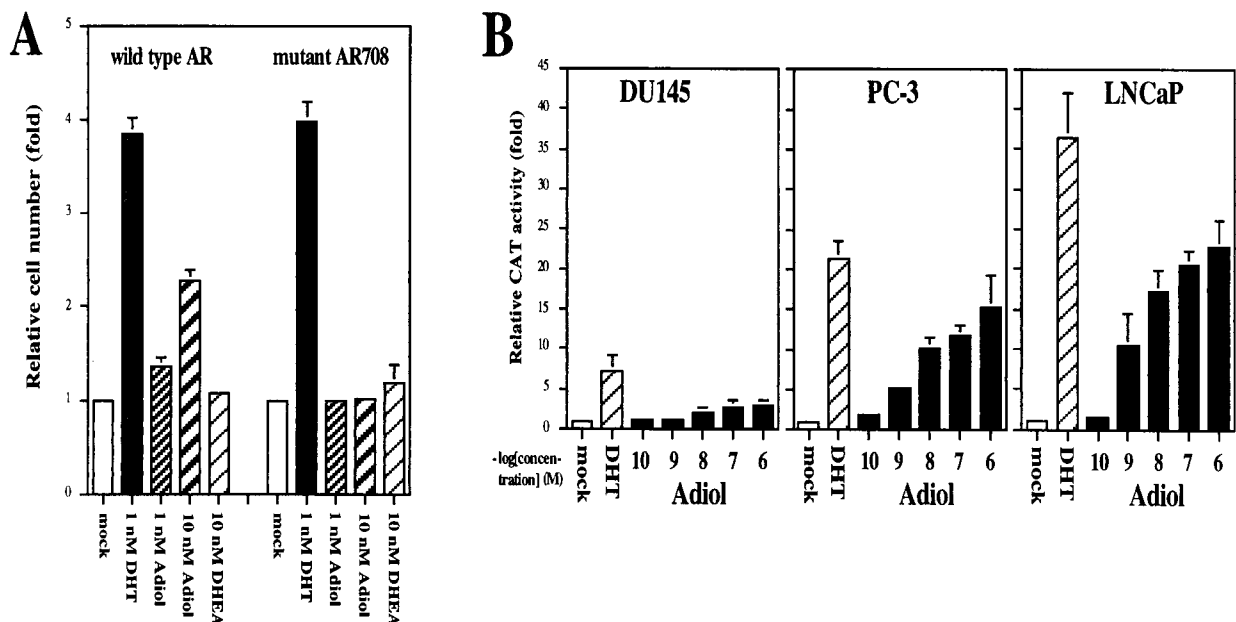 A
Relative cell number (fold)
5
4
3
2
1
0
wild type AR
mutant AR708
mock
1 nM DHT
1 nM Adiol
10 nM Adiol
10 nM DHEA
mock
1 nM DHT
1 nM Adiol
10 nM Adiol
10 nM DHEA
B
Relative CAT activity (fold)
45
40
35
30
25
20
15
10
5
0
DU145
PC-3
LNCaP
- log[concen-
tration] (M)
mock
DHT
10 9 8 7 6
Adiol
mock
DHT
10 9 8 7 6
Adiol
mock
DHT
10 9 8 7 6
Adiol